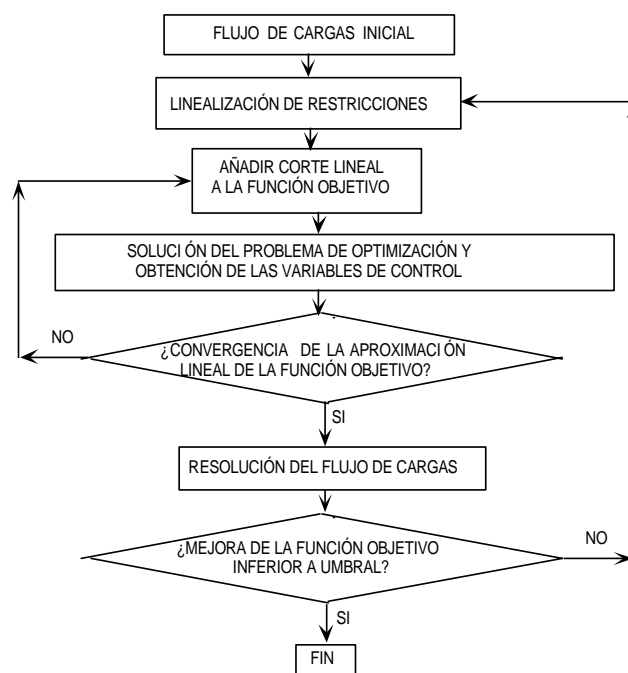 FLUJO DE CARGAS INICIAL
LINEALIZACIÓN DE RESTRICCIONES
AÑADIR CORTE LINEAL
A LA FUNCIÓN OBJETIVO
SOLUCIÓN DEL PROBLEMA DE OPTIMIZACIÓN Y
OBTENCIÓN DE LAS VARIABLES DE CONTROL
NO
¿CONVERGENCIA DE LA APROXIMACIÓN
LINEAL DE LA FUNCIÓN OBJETIVO?
SI
RESOLUCIÓN DEL FLUJO DE CARGAS
¿MEJORA DE LA FUNCIÓN OBJETIVO
INFERIOR A UMBRAL?
NO
SI
FIN